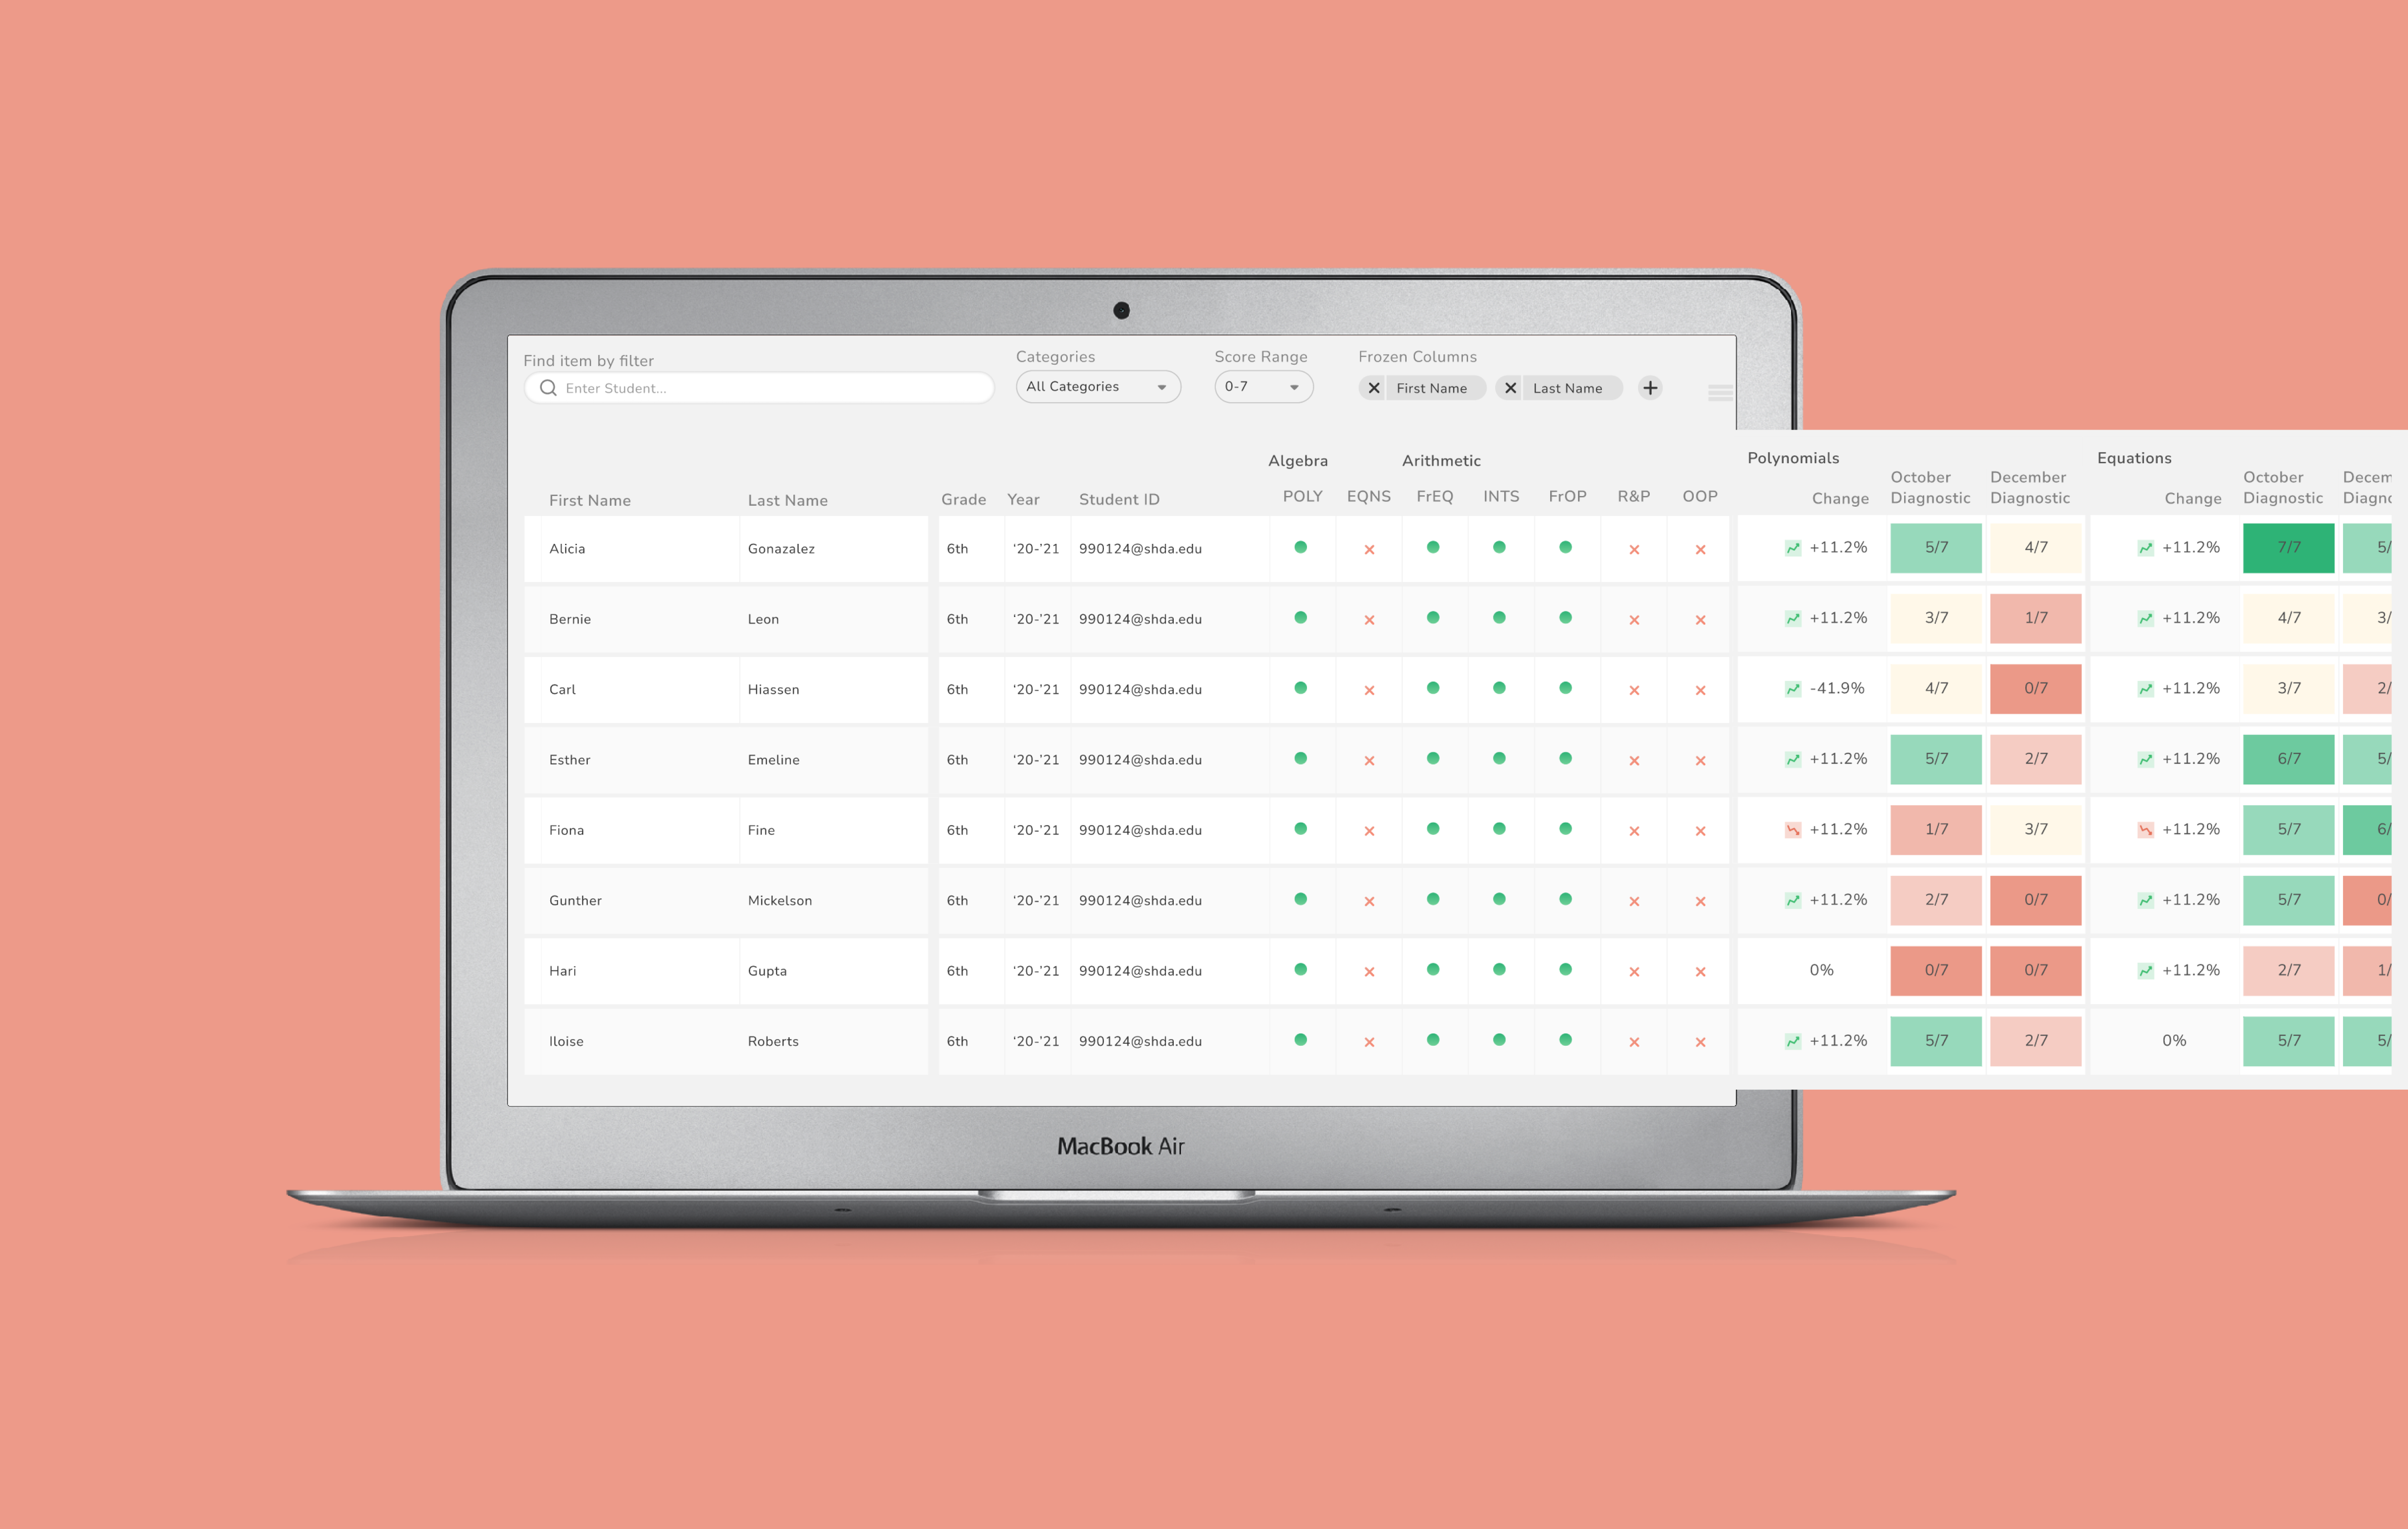 Find item by filter
Enter Student...
Categories
All Categories
Score Range
0-7
Frozen Columns
First Name
Last Name
Algebra Arithmetic Polynomials Equations
First Name Last Name Grade Year Student ID POLY EQNS FrEQ INTS FrOP R&P OOP Change October Diagnostic December Diagnostic Change October Diagnostic
Alicia Gonazalez 6th '20-'21 990124@shda.edu +11.2% 5/7 4/7 +11.2% 7/7 5/
Bernie Leon 6th '20-'21 990124@shda.edu +11.2% 3/7 1/7 +11.2% 4/7 3/
Carl Hiassen 6th '20-'21 990124@shda.edu -41.9% 4/7 0/7 +11.2% 3/7 2/
Esther Emeline 6th '20-'21 990124@shda.edu +11.2% 5/7 2/7 +11.2% 6/7 5/
Fiona Fine 6th '20-'21 990124@shda.edu +11.2% 1/7 3/7 +11.2% 5/7 6/
Gunther Mickelson 6th '20-'21 990124@shda.edu +11.2% 2/7 0/7 +11.2% 5/7 0/
Hari Gupta 6th '20-'21 990124@shda.edu 0% 0/7 0/7 +11.2% 2/7 1/
Iloise Roberts 6th '20-'21 990124@shda.edu +11.2% 5/7 2/7 0% 5/7 5/
MacBook Air